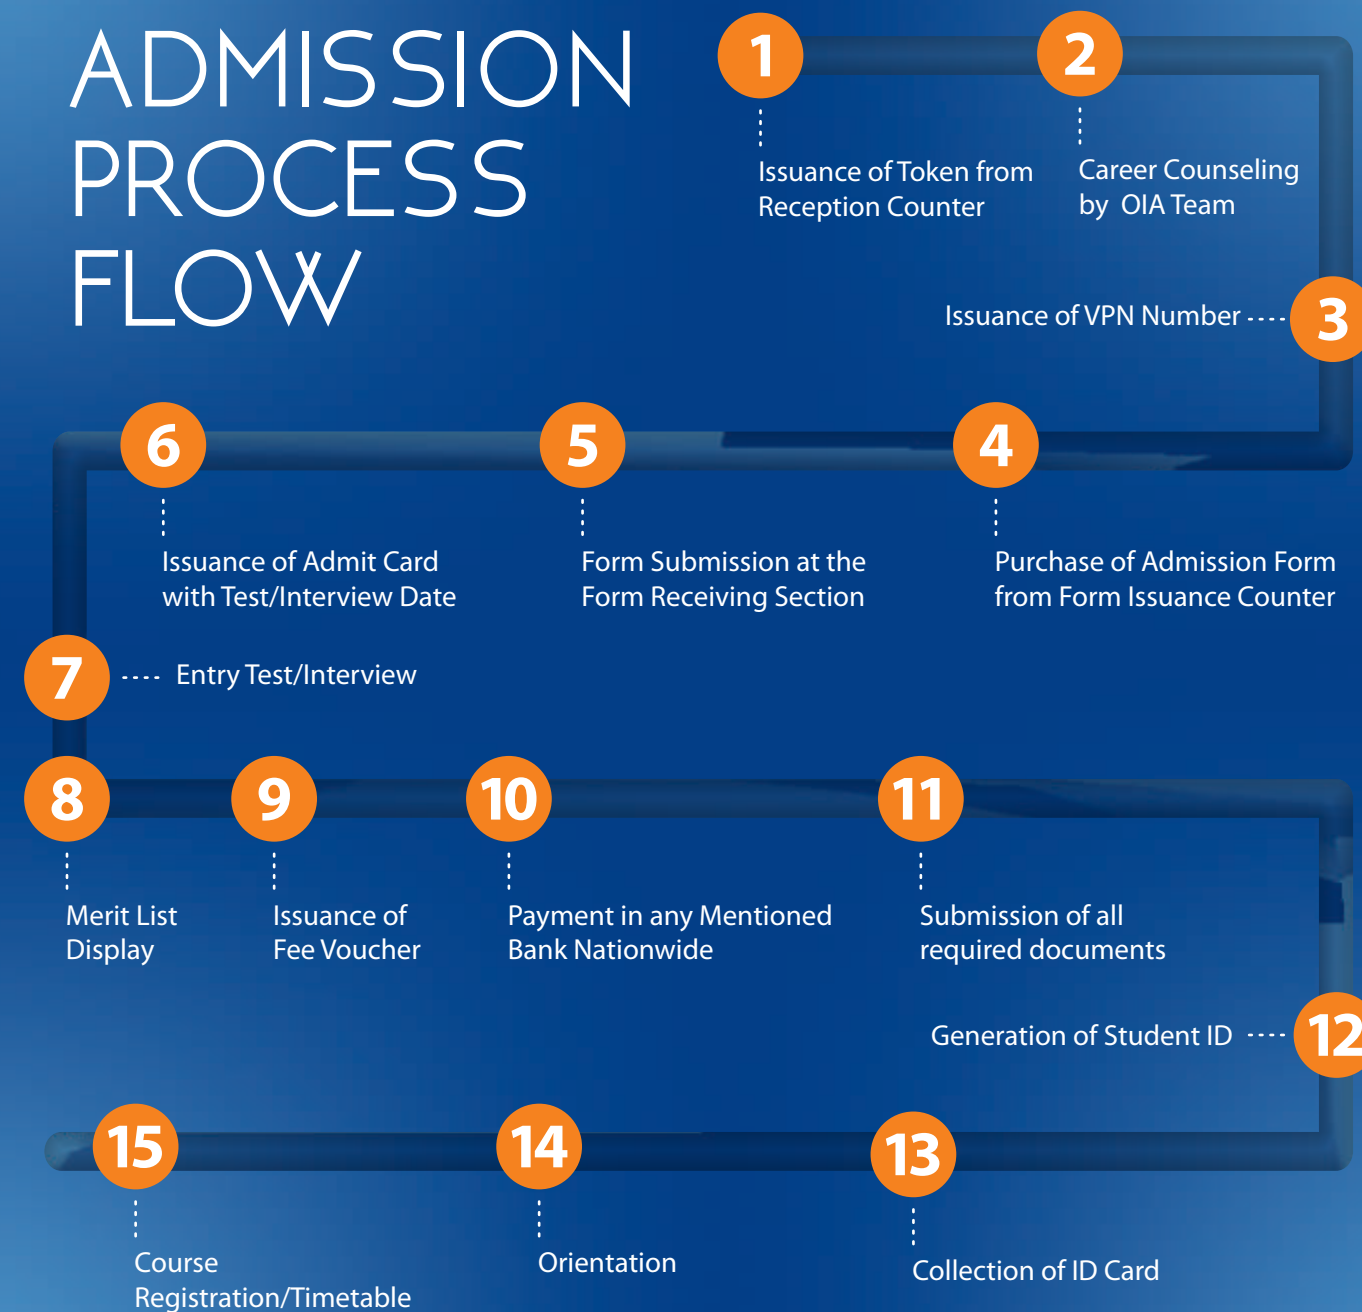 ADMISSION
PROCESS
FLOW
1
Issuance of Token from
Reception Counter
2
Career Counseling
by OIA Team
3
Issuance of VPN Number
4
Purchase of Admission Form
from Form Issuance Counter
5
Form Submission at the
Form Receiving Section
6
Issuance of Admit Card
with Test/Interview Date
7
Entry Test/Interview
8
Merit List
Display
9
Issuance of
Fee Voucher
10
Payment in any Mentioned
Bank Nationwide
11
Submission of all
required documents
12
Generation of Student ID
13
Collection of ID Card
14
Orientation
15
Course
Registration/Timetable